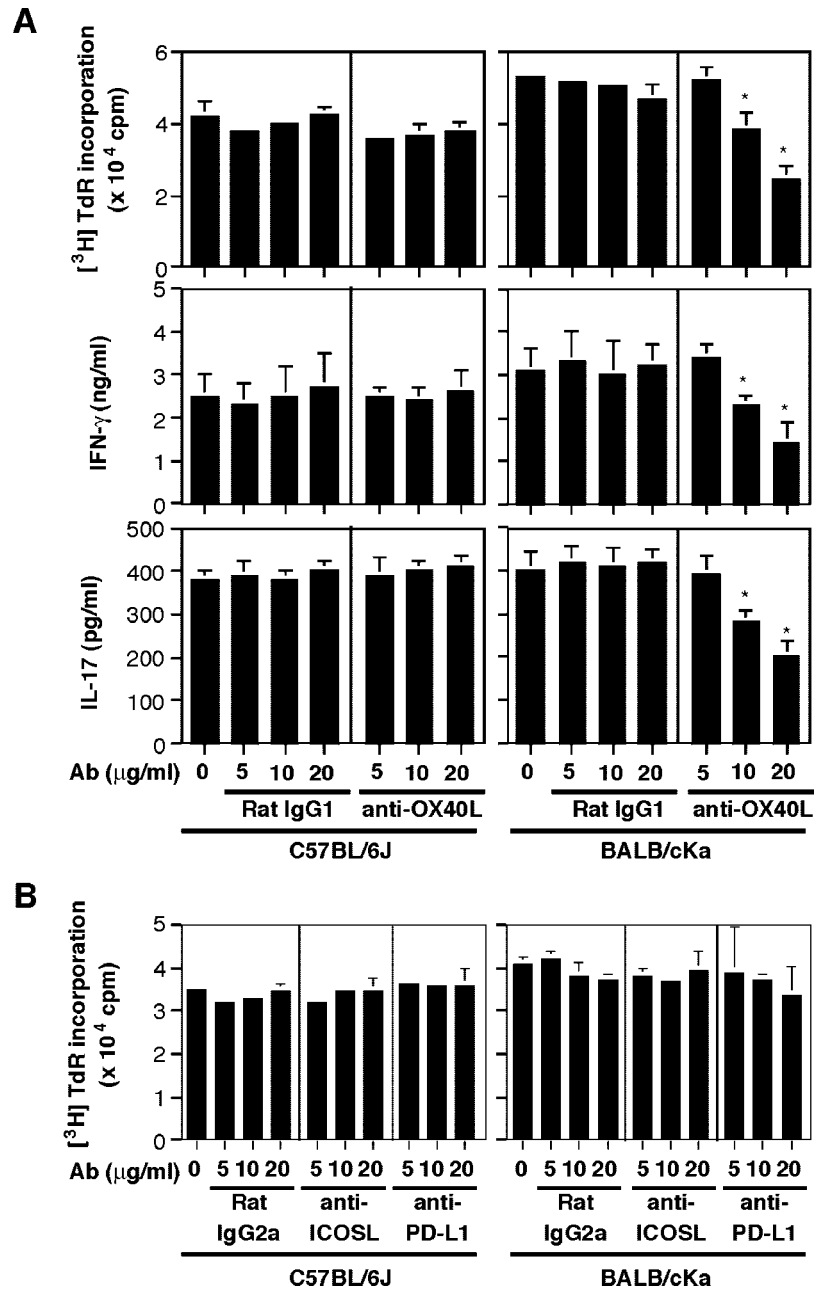 A
[³H] TdR incorporation
(x 10⁴ cpm)
6
4
2
0
*
*
IFN-γ (ng/ml)
5
4
3
2
1
0
*
*
IL-17 (pg/ml)
500
400
300
200
100
0
*
*
Ab (μg/ml) 0 5 10 20 5 10 20 0 5 10 20 5 10 20
Rat IgG1 anti-OX40L Rat IgG1 anti-OX40L
C57BL/6J BALB/cKa
B
[³H] TdR incorporation
(x 10⁴ cpm)
5
4
3
2
1
0
Ab (μg/ml) 0 5 10 20 5 10 20 5 10 20 0 5 10 20 5 10 20 5 10 20
Rat anti- anti- Rat anti- anti-
IgG2a ICOSL PD-L1 IgG2a ICOSL PD-L1
C57BL/6J BALB/cKa